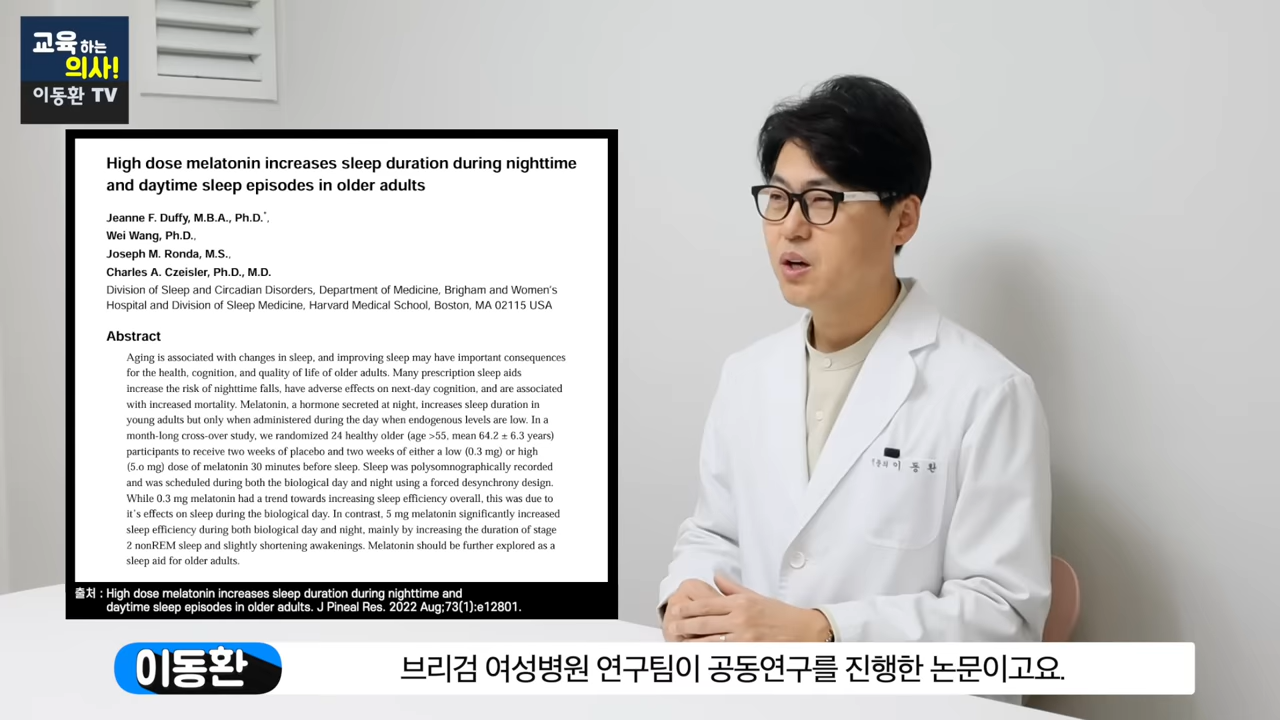 교육하는
의사!
이동환 TV
High dose melatonin increases sleep duration during nighttime
and daytime sleep episodes in older adults
Jeanne F. Duffy, M.B.A., Ph.D.*,
Wei Wang, Ph.D.,
Joseph M. Ronda, M.S.,
Charles A. Czeisler, Ph.D., M.D.
Division of Sleep and Circadian Disorders, Department of Medicine, Brigham and Women's
Hospital and Division of Sleep Medicine, Harvard Medical School, Boston, MA 02115 USA
Abstract
Aging is associated with changes in sleep, and improving sleep may have important consequences
for the health, cognition, and quality of life of older adults. Many prescription sleep aids
increase the risk of nighttime falls, have adverse effects on next-day cognition, and are associated
with increased mortality. Melatonin, a hormone secreted at night, increases sleep duration in
young adults but only when administered during the day when endogenous levels are low. In a
month-long cross-over study, we randomized 24 healthy older (age >55, mean 64.2 ± 6.3 years)
participants to receive two weeks of placebo and two weeks of either a low (0.3 mg) or high
(5.o mg) dose of melatonin 30 minutes before sleep. Sleep was polysomnographically recorded
and was scheduled during both the biological day and night using a forced desynchrony design.
While 0.3 mg melatonin had a trend towards increasing sleep efficiency overall, this was due to
it's effects on sleep during the biological day. In contrast, 5 mg melatonin significantly increased
sleep efficiency during both biological day and night, mainly by increasing the duration of stage
2 nonREM sleep and slightly shortening awakenings. Melatonin should be further explored as a
sleep aid for older adults.
출처 : High dose melatonin increases sleep duration during nighttime and
daytime sleep episodes in older adults. J Pineal Res. 2022 Aug;73(1):e12801.
이동환
이동환
브리검 여성병원 연구팀이 공동연구를 진행한 논문이고요.